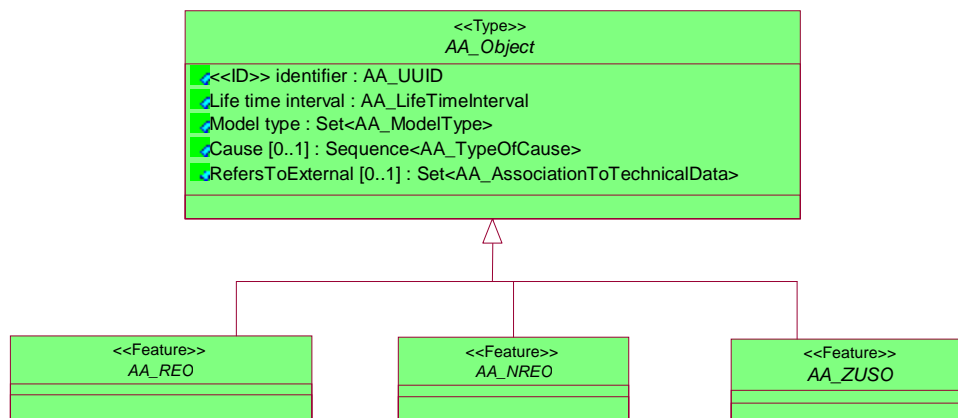 <<Type>>
AA_Object
<<ID>> identifier : AA_UUID
Life time interval : AA_LifeTimeInterval
Model type : Set<AA_ModelType>
Cause [0..1] : Sequence<AA_TypeOfCause>
RefersToExternal [0..1] : Set<AA_AssociationToTechnicalData>
<<Feature>>
AA_REO
<<Feature>>
AA_NREO
<<Feature>>
AA_ZUSO